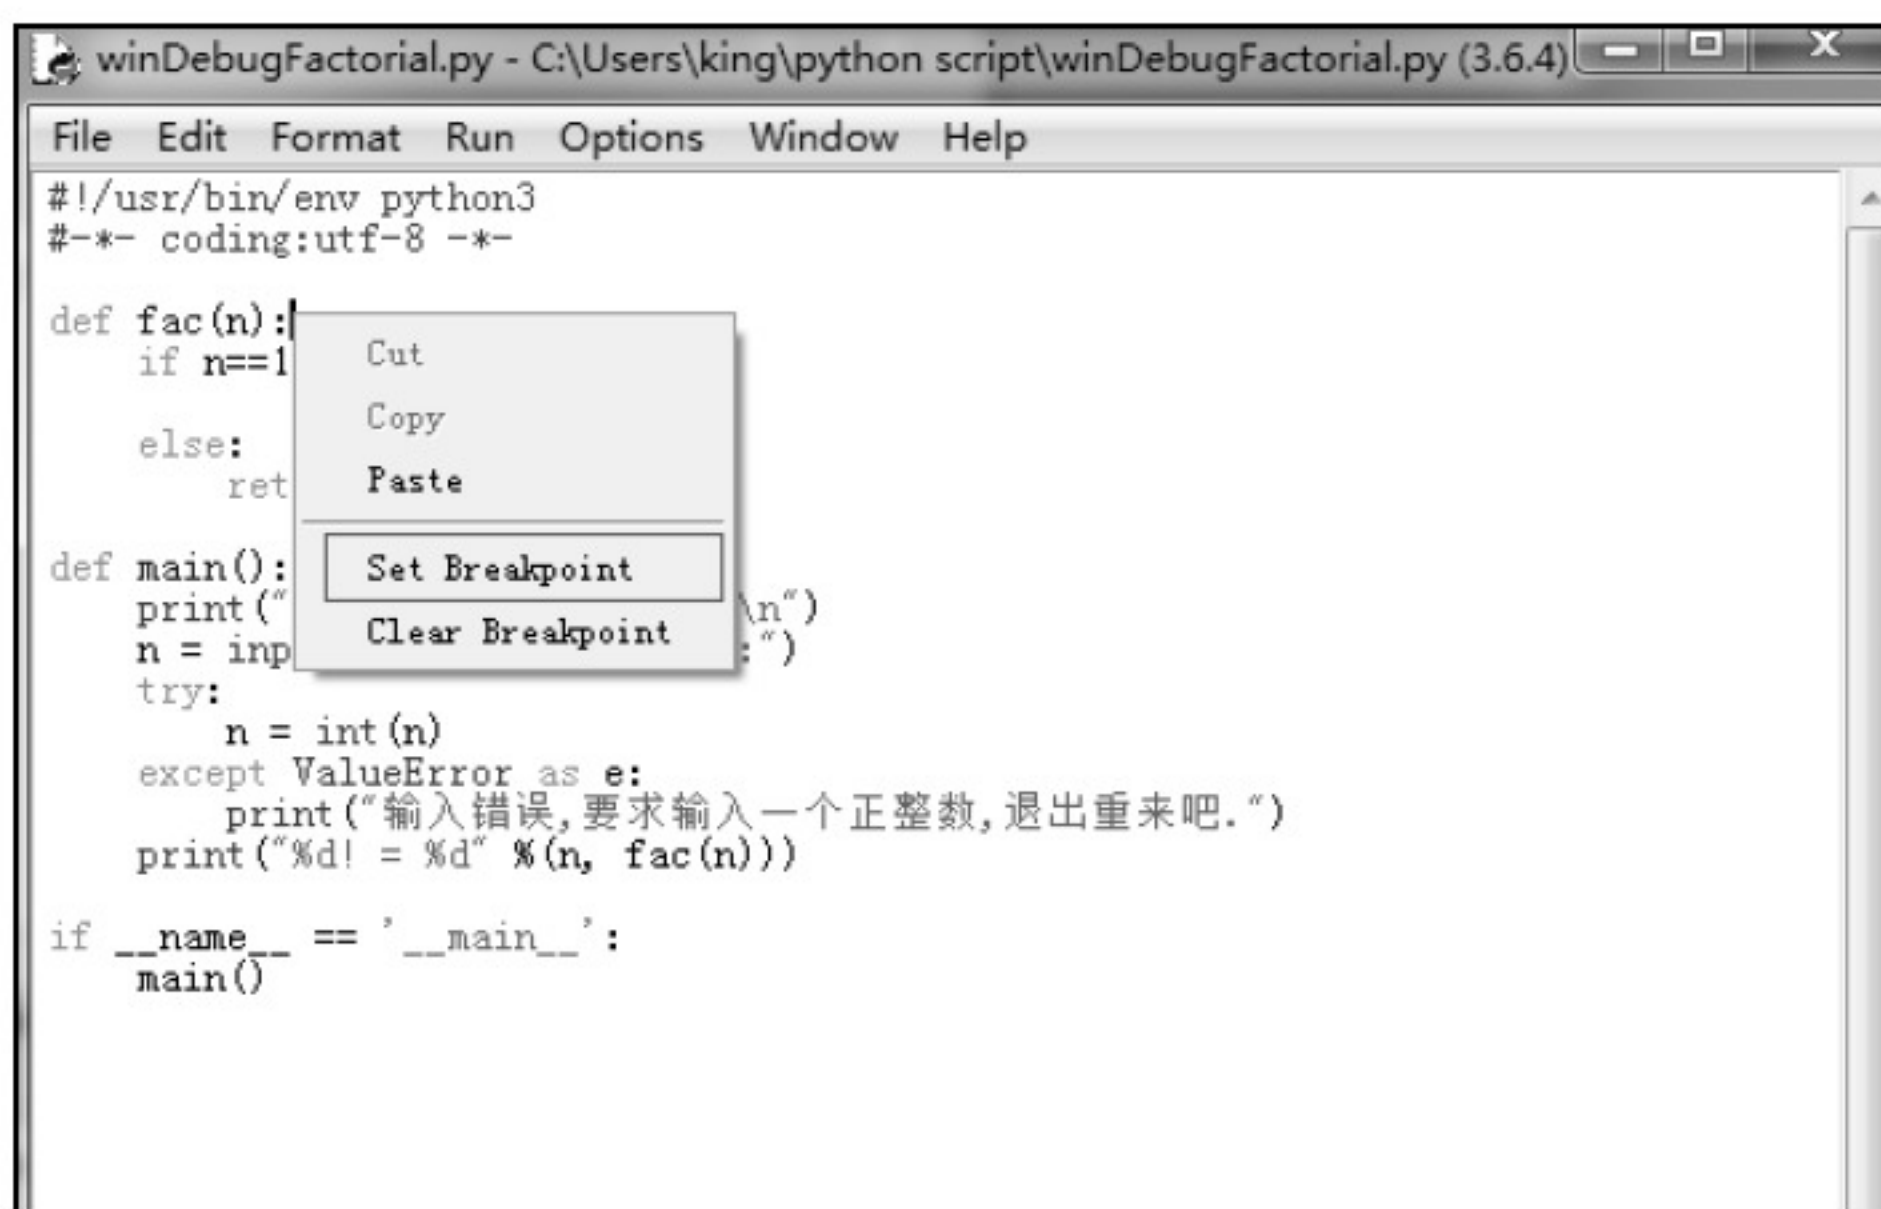 winDebugFactorial.py - C:\Users\king\python script\winDebugFactorial.py (3.6.4)
File Edit Format Run Options Window Help
#!/usr/bin/env python3
#-*- coding:utf-8 -*-
def fac(n):
if n==1
else:
ret
def main():
print("
\n")
n = inp
:")
Cut
Copy
Paste
Set Breakpoint
Clear Breakpoint
try:
n = int(n)
except ValueError as e:
print("输入错误,要求输入一个正整数,退出重来吧.")
print("%d! = %d" %(n, fac(n)))
if __name__ == '__main__':
main()